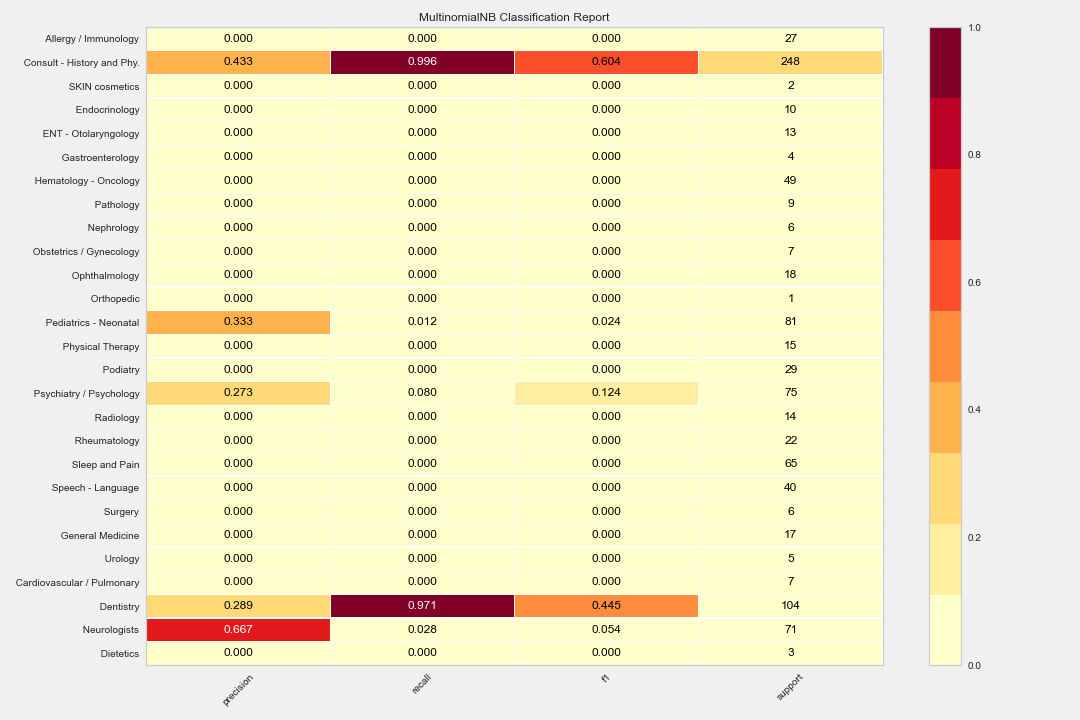 MultinomialNB Classification Report
Allergy / Immunology 0.000 0.000 0.000 27
Consult - History and Phy. 0.433 0.996 0.604 248
SKIN cosmetics 0.000 0.000 0.000 2
Endocrinology 0.000 0.000 0.000 10
ENT - Otolaryngology 0.000 0.000 0.000 13
Gastroenterology 0.000 0.000 0.000 4
Hematology - Oncology 0.000 0.000 0.000 49
Pathology 0.000 0.000 0.000 9
Nephrology 0.000 0.000 0.000 6
Obstetrics / Gynecology 0.000 0.000 0.000 7
Ophthalmology 0.000 0.000 0.000 18
Orthopedic 0.000 0.000 0.000 1
Pediatrics - Neonatal 0.333 0.012 0.024 81
Physical Therapy 0.000 0.000 0.000 15
Podiatry 0.000 0.000 0.000 29
Psychiatry / Psychology 0.273 0.080 0.124 75
Radiology 0.000 0.000 0.000 14
Rheumatology 0.000 0.000 0.000 22
Sleep and Pain 0.000 0.000 0.000 65
Speech - Language 0.000 0.000 0.000 40
Surgery 0.000 0.000 0.000 6
General Medicine 0.000 0.000 0.000 17
Urology 0.000 0.000 0.000 5
Cardiovascular / Pulmonary 0.000 0.000 0.000 7
Dentistry 0.289 0.971 0.445 104
Neurologists 0.667 0.028 0.054 71
Dietetics 0.000 0.000 0.000 3
precision recall f1 support
1.0
0.8
0.6
0.4
0.2
0.0